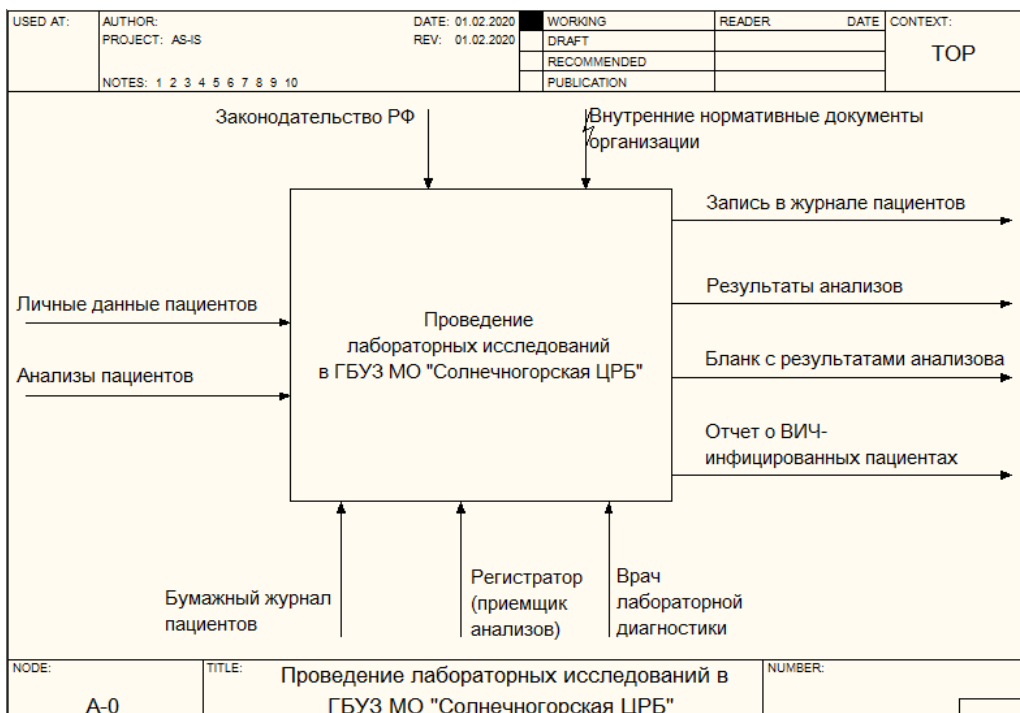 USED AT:
AUTHOR:
DATE: 01.02.2020
WORKING
READER
DATE
CONTEXT:
PROJECT: AS-IS
REV: 01.02.2020
DRAFT
TOP
RECOMMENDED
NOTES: 1 2 3 4 5 6 7 8 9 10
PUBLICATION
Законодательство РФ
Внутренние нормативные документы
организации
Запись в журнале пациентов
Личные данные пациентов
Результаты анализов
Проведение
лабораторных исследований
в ГБУЗ МО "Солнечногорская ЦРБ"
Анализы пациентов
Бланк с результатами анализова
Отчет о ВИЧ-
инфицированных пациентах
Бумажный журнал
пациентов
Регистратор
(приемщик
анализов)
Врач
лабораторной
диагностики
NODE:
A-0
TITLE:
Проведение лабораторных исследований в
ГБУЗ МО "Солнечногорская ЦРБ"
NUMBER: